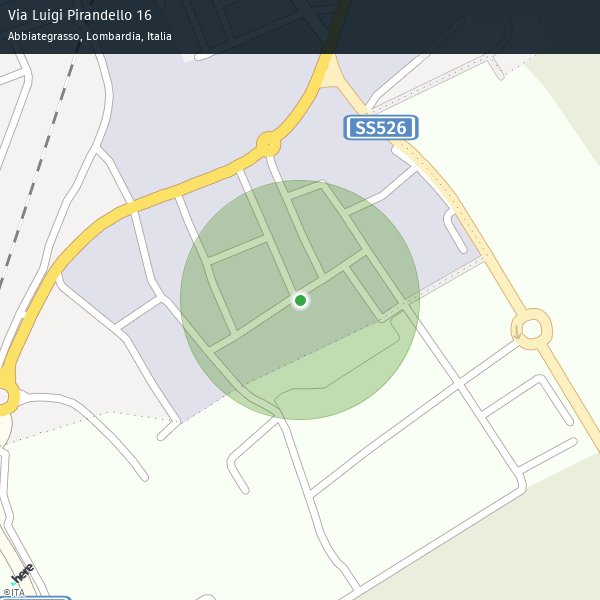 Via Luigi Pirandello 16
Abbiategrasso, Lombardia, Italia
SS526
here
©ITA